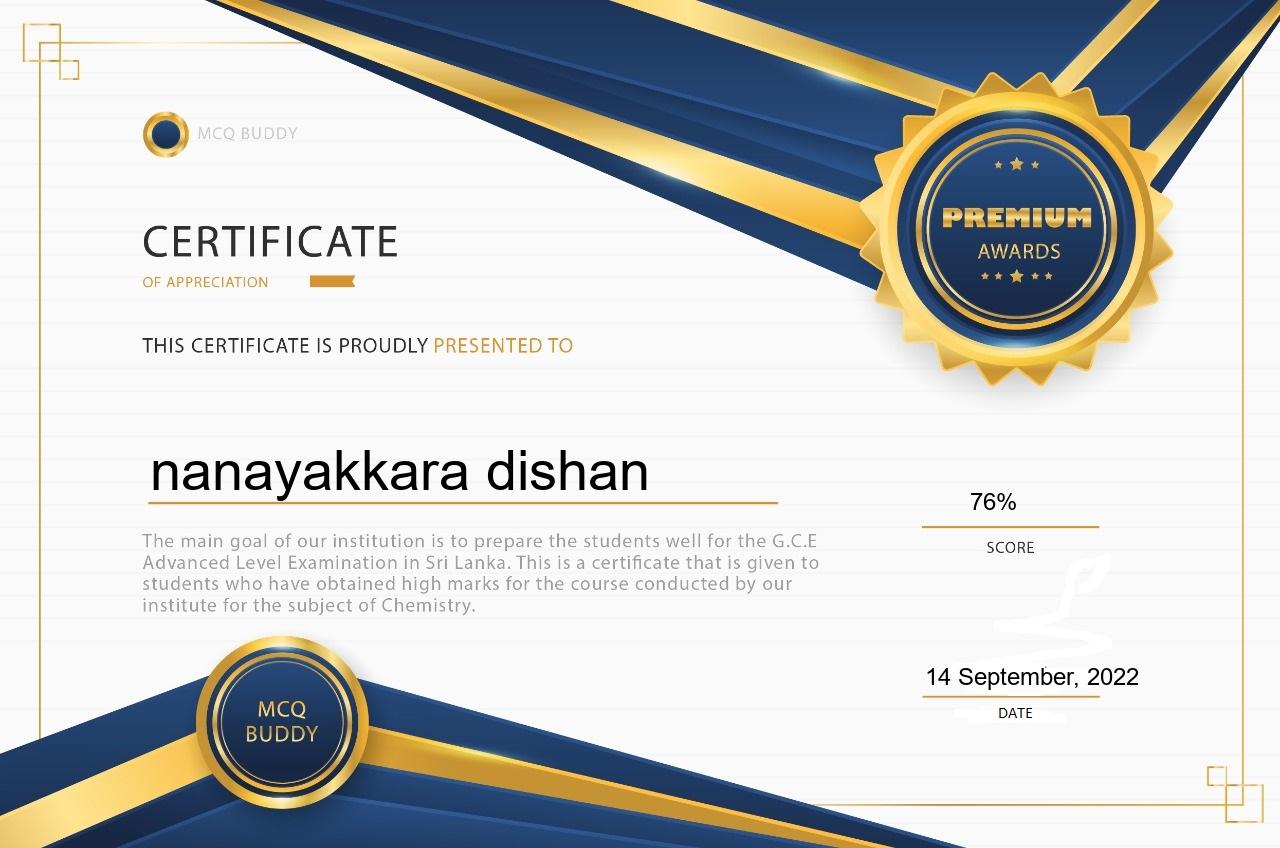 MCQ BUDDY
PREMIUM
AWARDS
CERTIFICATE
OF APPRECIATION
THIS CERTIFICATE IS PROUDLY PRESENTED TO
nanayakkara dishan
76%
SCORE
The main goal of our institution is to prepare the students well for the G.C.E
Advanced Level Examination in Sri Lanka. This is a certificate that is given to
students who have obtained high marks for the course conducted by our
institute for the subject of Chemistry.
14 September, 2022
DATE
MCQ
BUDDY